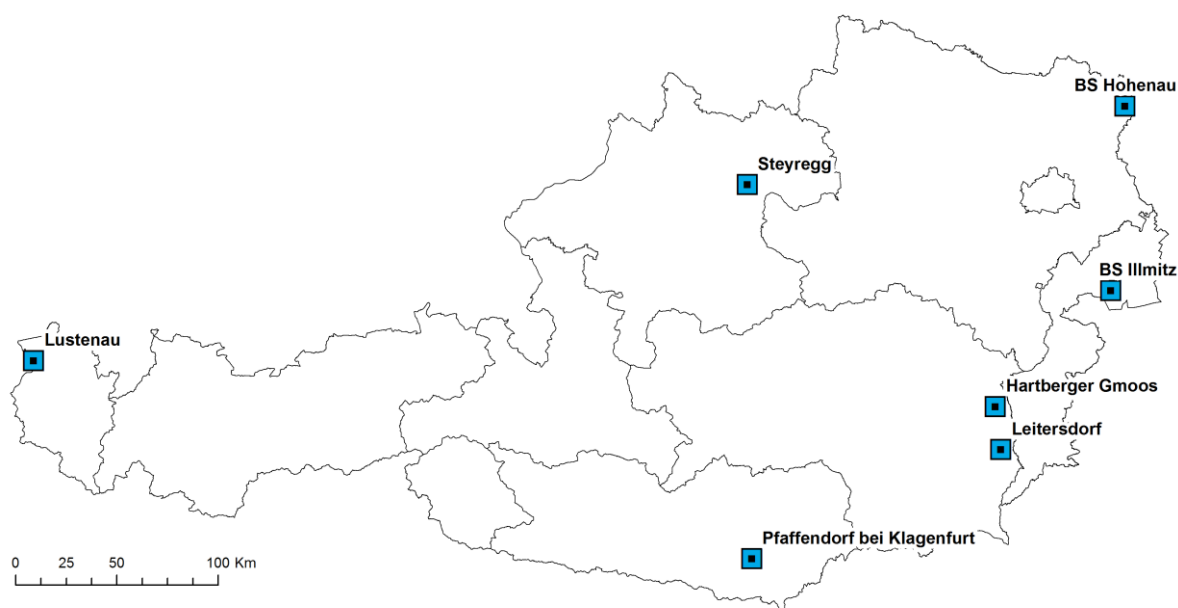 BS Hohenau
Steyregg
BS Illmitz
Lustenau
Hartberger Gmoos
Leitersdorf
Pfaffendorf bei Klagenfurt
0 25 50 100 Km